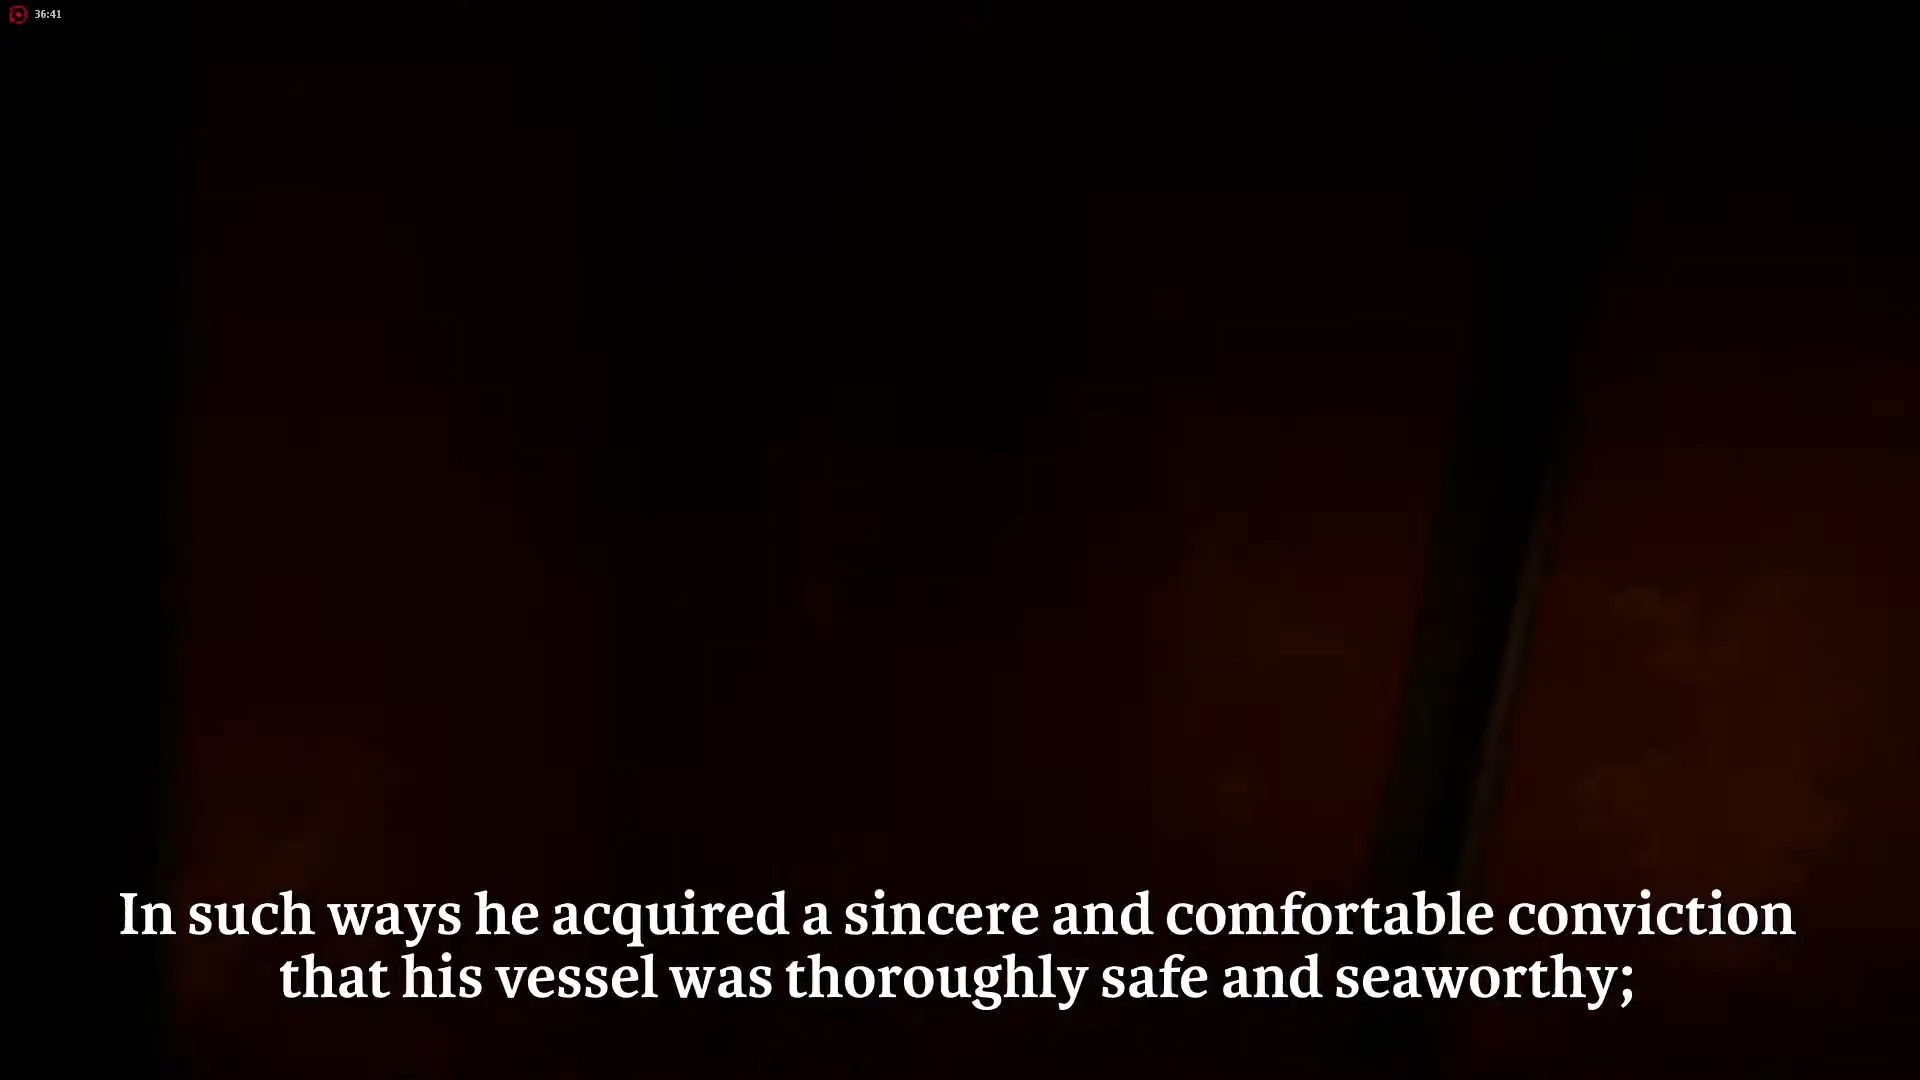 36:41
In such ways he acquired a sincere and comfortable conviction
that his vessel was thoroughly safe and seaworthy;